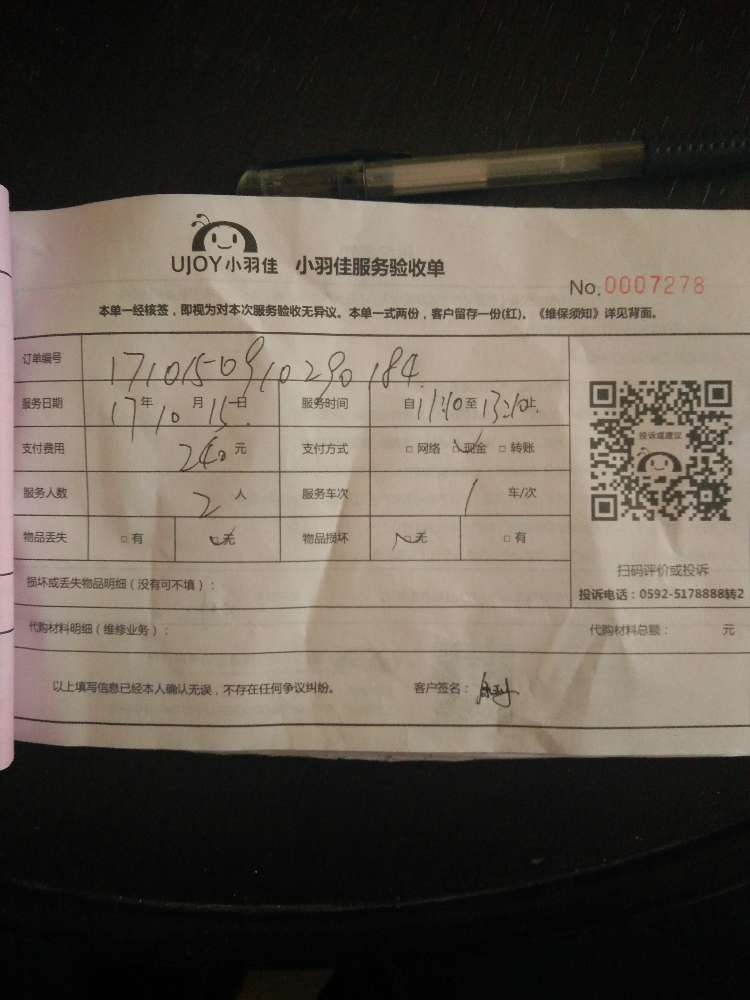 UJOY小羽佳 小羽佳服务验收单
No.0007278
本单一经核签，即视为对本次服务验收无异议。本单一式两份，客户留存一份(红)。《维保须知》详见背面。
订单编号 171015091029 0184
服务日期 17年10月15日 服务时间 自11:10至13:10止
支付费用 240元 支付方式 □网络 □现金 □转账
服务人数 2人 服务车次 1车/次
物品丢失 □有 □无 物品损坏 □无 □有
投诉或建议
扫码评价或投诉
投诉电话：0592-5178888转2
损坏或丢失物品明细（没有可不填）：
代购材料明细（维修业务）： 代购材料总额： 元
以上填写信息已经本人确认无误，不存在任何争议纠纷。 客户签名：